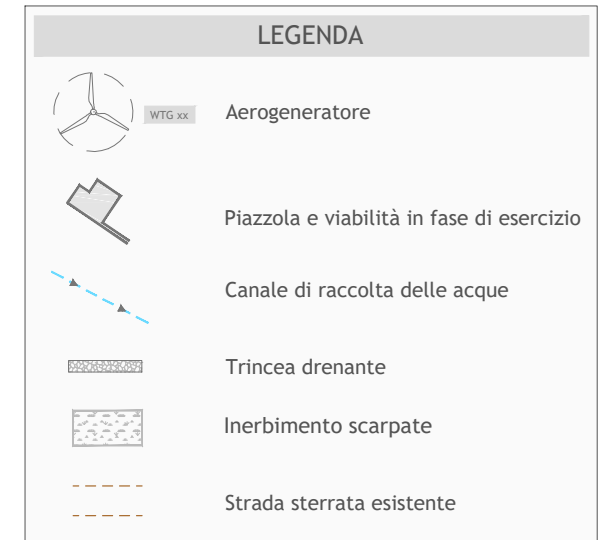 LEGENDA
WTG xx
Aerogeneratore
Piazzola e viabilità in fase di esercizio
Canale di raccolta delle acque
Trincea drenante
Inerbimento scarpate
Strada sterrata esistente